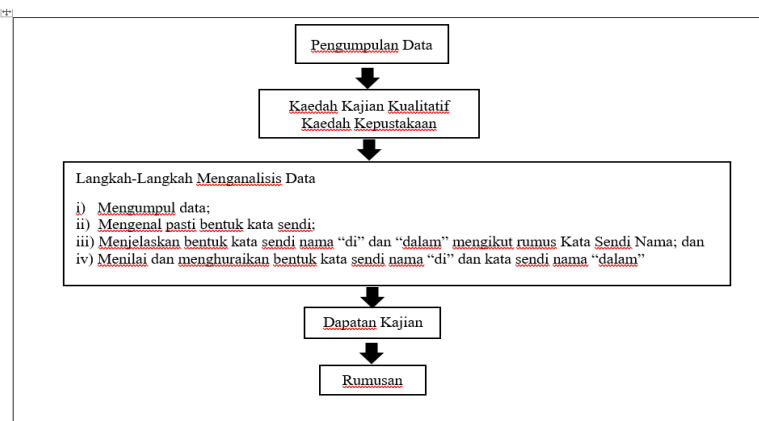 Pengumpulan Data
Kaedah Kajian Kualitatif
Kaedah Kepustakaan
Langkah-Langkah Menganalisis Data
i) Mengumpul data;
ii) Mengenal pasti bentuk kata sendi;
iii) Menjelaskan bentuk kata sendi nama “di” dan “dalam” mengikut rumus Kata Sendi Nama; dan
iv) Menilai dan menghuraikan bentuk kata sendi nama “di” dan kata sendi nama “dalam”
Dapatan Kajian
Rumusan